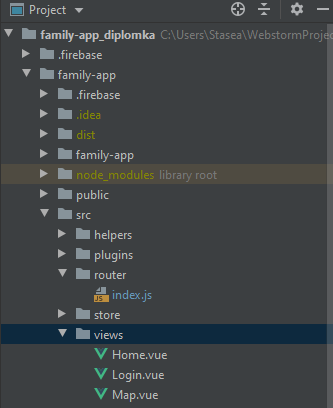 Project
family-app_diplomka C:\Users\Stasea\WebstormProjec
.firebase
family-app
.firebase
.idea
dist
family-app
node_modules library root
public
src
helpers
plugins
router
index.js
store
views
Home.vue
Login.vue
Map.vue